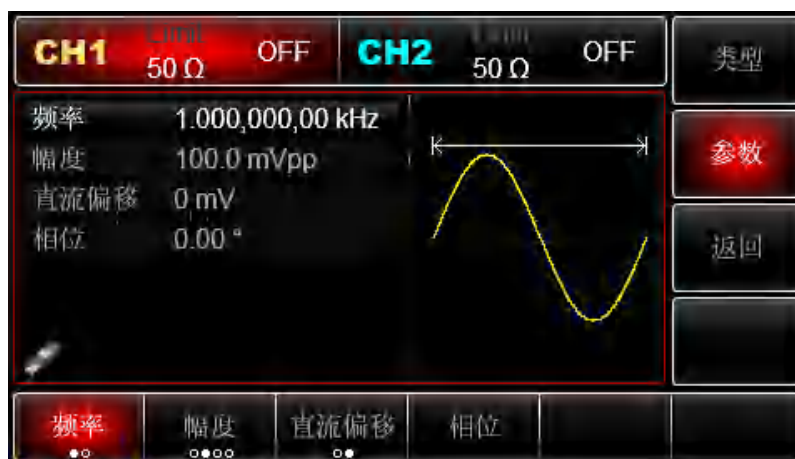 CH1 Limit 50 Ω OFF
CH2 Limit 50 Ω OFF
类型
频率 1.000,000,00 kHz
幅度 100.0 mVpp
直流偏移 0 mV
相位 0.00 °
参数
返回
频率 幅度 直流偏移 相位